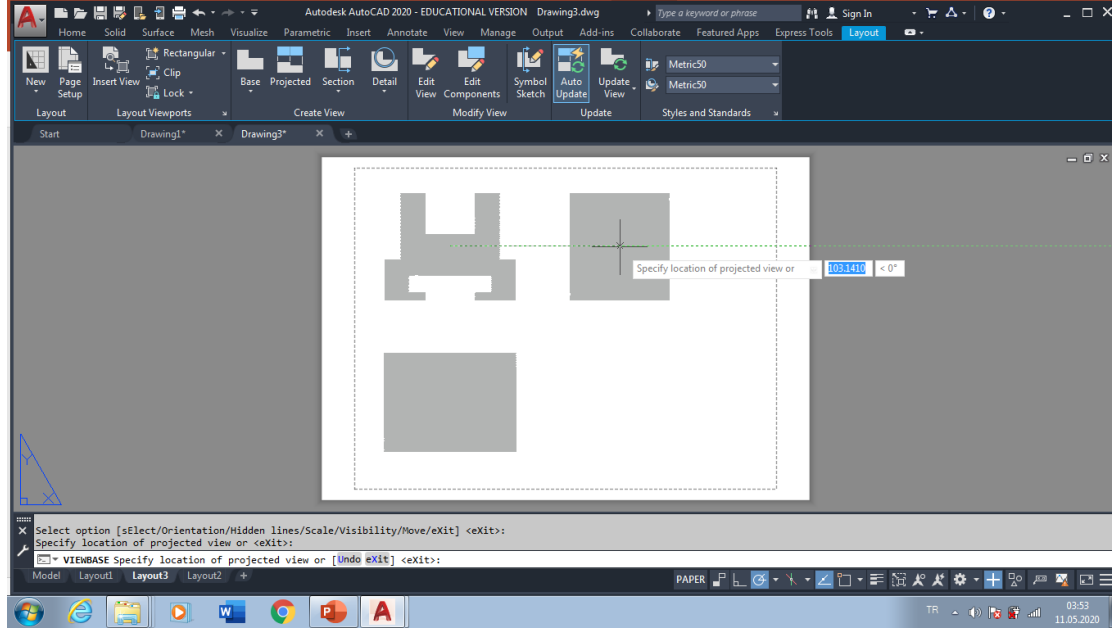 Autodesk AutoCAD 2020 - EDUCATIONAL VERSION Drawing3.dwg Type a keyword or phrase Sign In
Home Solid Surface Mesh Visualize Parametric Insert Annotate View Manage Output Add-ins Collaborate Featured Apps Express Tools Layout
New
Page Setup
Insert View
Rectangular
Clip
Lock
Base
Projected
Section
Detail
Edit View
Edit Components
Symbol Sketch
Auto Update
Update View
Metric50
Metric50
Layout Layout Viewports Create View Modify View Update Styles and Standards
Start Drawing1* Drawing3*
Specify location of projected view or 103.1410 < 0°
Y
X
Select option [sElect/Orientation/Hidden lines/Scale/Visibility/Move/eXit] <eXit>:
Specify location of projected view or <eXit>:
VIEWBASE Specify location of projected view or [Undo eXit] <eXit>:
Model Layout1 Layout3 Layout2 + PAPER
TR 03:53
11.05.2020